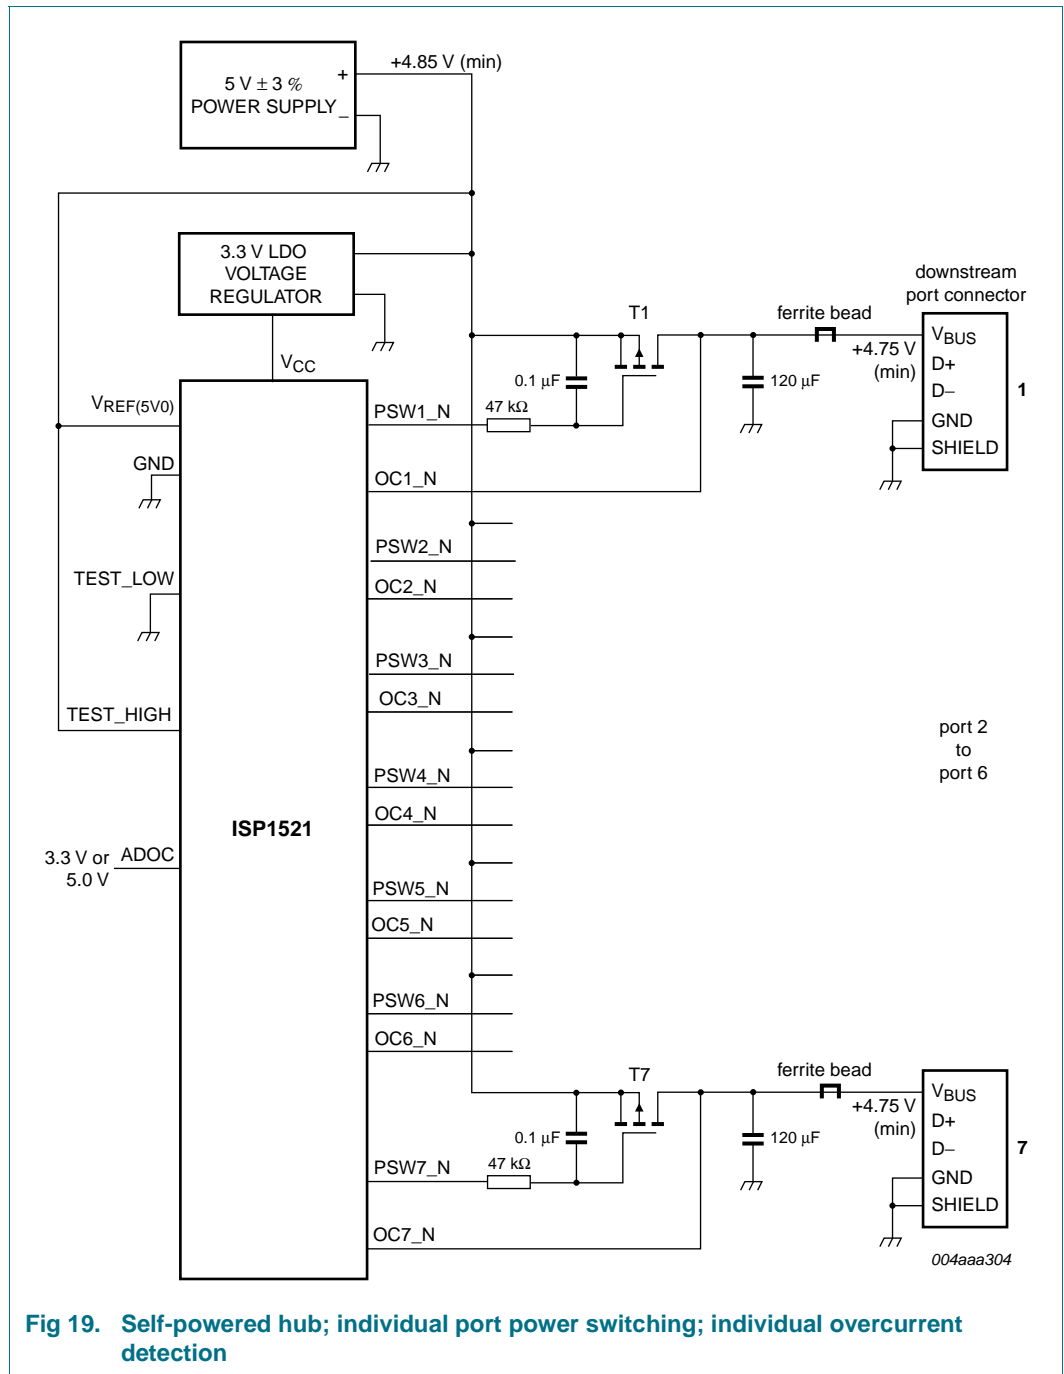 +4.85 V (min)
5 V ± 3 %
POWER SUPPLY
+
−
3.3 V LDO
VOLTAGE
REGULATOR
VCC
VREF(5V0)
GND
TEST_LOW
TEST_HIGH
ADOC
3.3 V or
5.0 V
ISP1521
PSW1_N
OC1_N
PSW2_N
OC2_N
PSW3_N
OC3_N
PSW4_N
OC4_N
PSW5_N
OC5_N
PSW6_N
OC6_N
PSW7_N
OC7_N
47 kΩ
0.1 µF
T1
120 µF
ferrite bead
+4.75 V
(min)
downstream
port connector
VBUS
D+
D−
GND
SHIELD
1
port 2
to
port 6
47 kΩ
0.1 µF
T7
120 µF
ferrite bead
+4.75 V
(min)
VBUS
D+
D−
GND
SHIELD
7
004aaa304
Fig 19. Self-powered hub; individual port power switching; individual overcurrent
detection